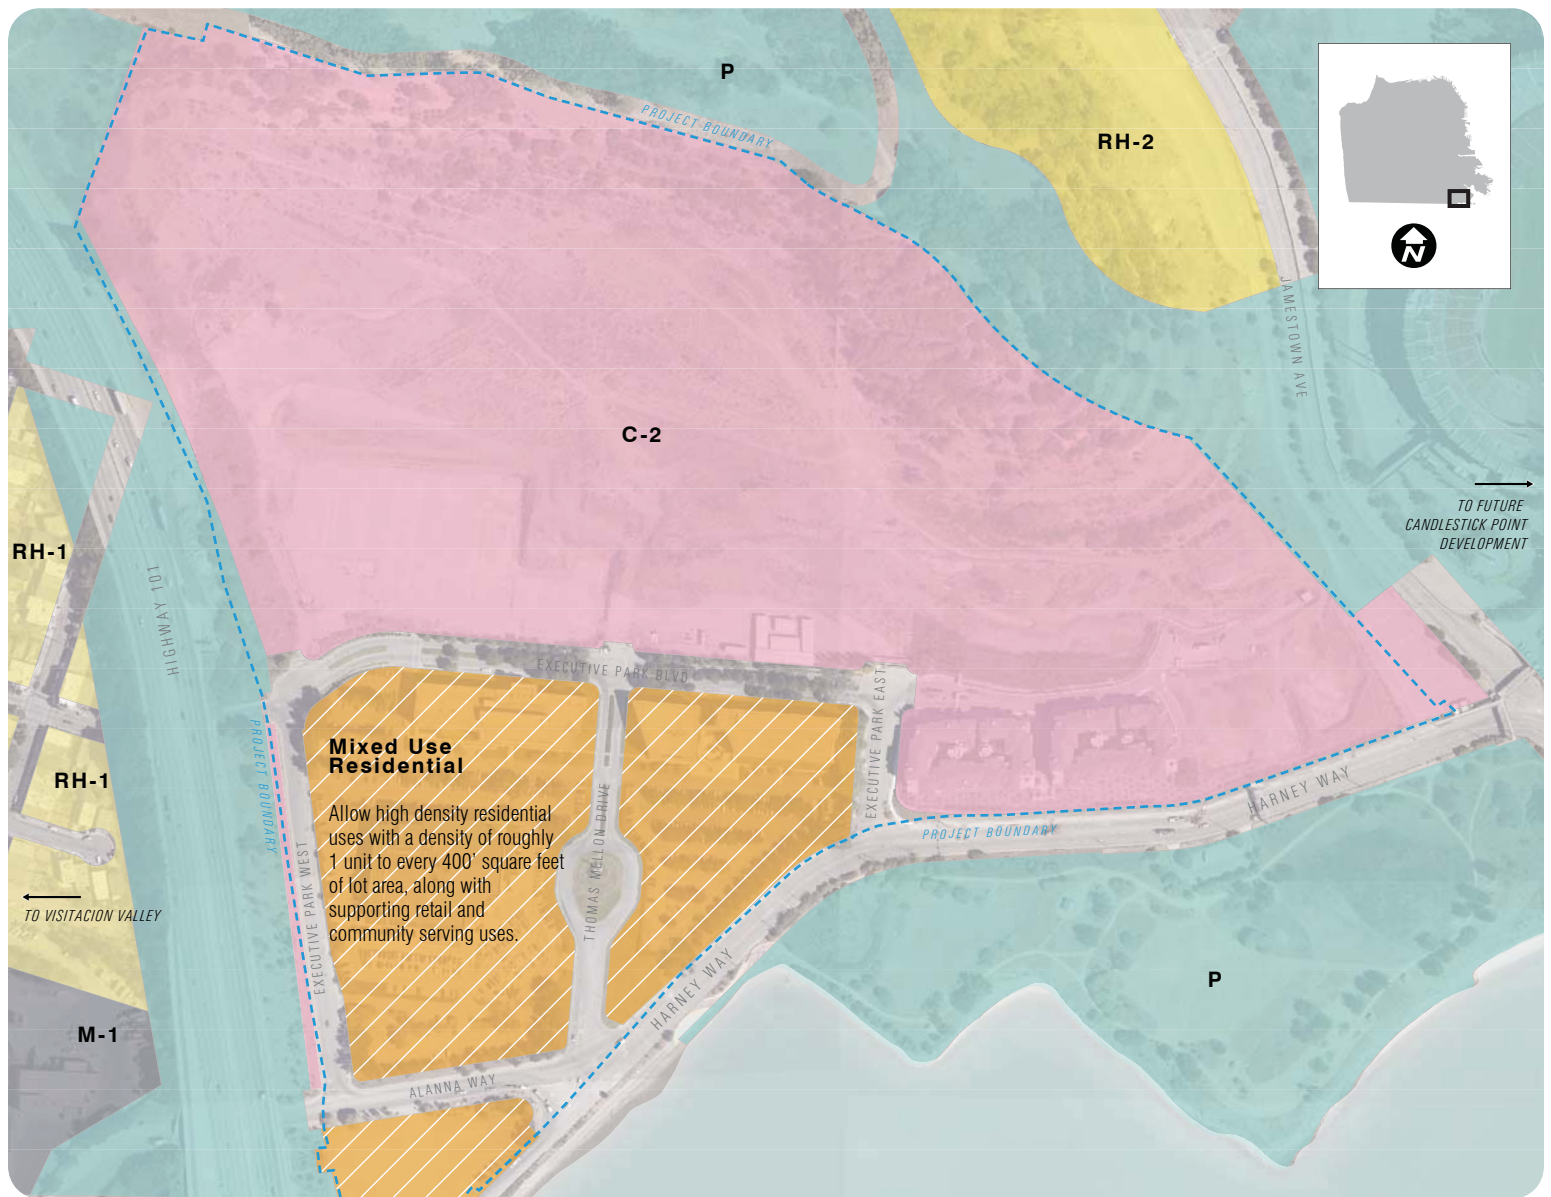 P
PROJECT BOUNDARY
RH-2
N
JAMESTOWN AVE
C-2
TO FUTURE
CANDLESTICK POINT
DEVELOPMENT
RH-1
HIGHWAY 101
EXECUTIVE PARK BLVD
EXECUTIVE PARK EAST
PROJECT BOUNDARY
Mixed Use
Residential
RH-1
HARNEY WAY
Allow high density residential
uses with a density of roughly
1 unit to every 400' square feet
of lot area, along with
supporting retail and
community serving uses.
THOMAS MELLON DRIVE
PROJECT BOUNDARY
EXECUTIVE PARK WEST
TO VISITACION VALLEY
HARNEY WAY
P
M-1
ALANNA WAY